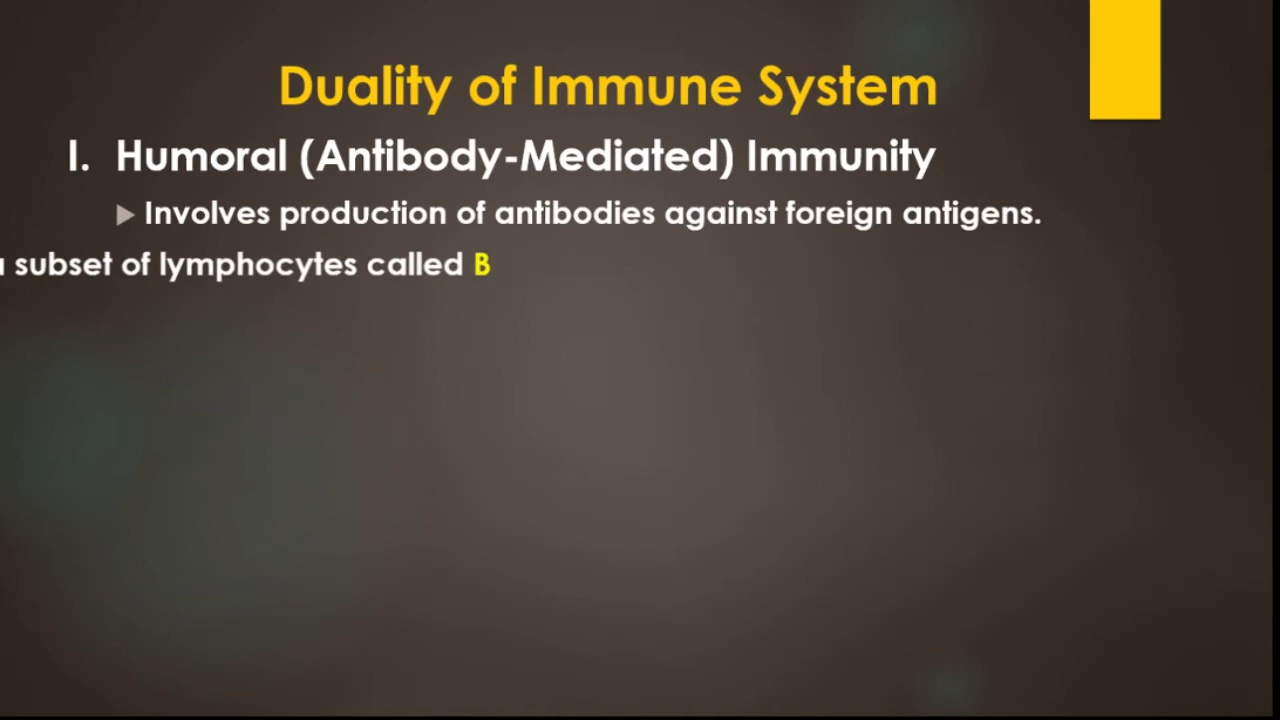 Duality of Immune System
I. Humoral (Antibody-Mediated) Immunity
Involves production of antibodies against foreign antigens.
subset of lymphocytes called B